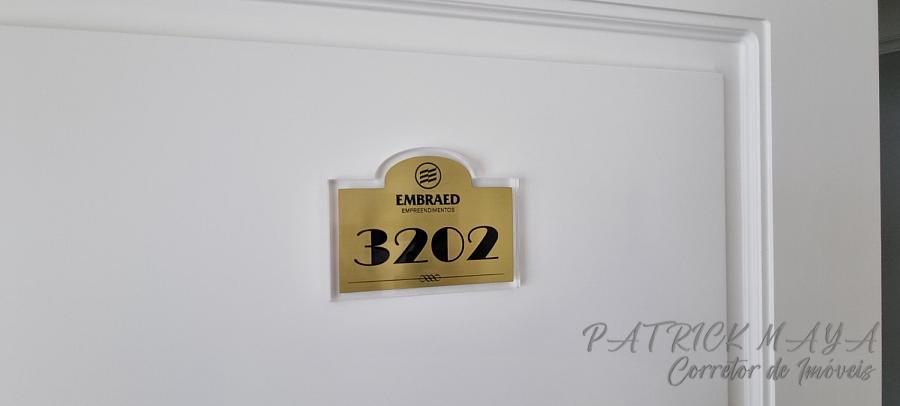 EMBRAED
EMPREENDIMENTOS
3202
PATRICK MAYA
Corretor de Imóveis